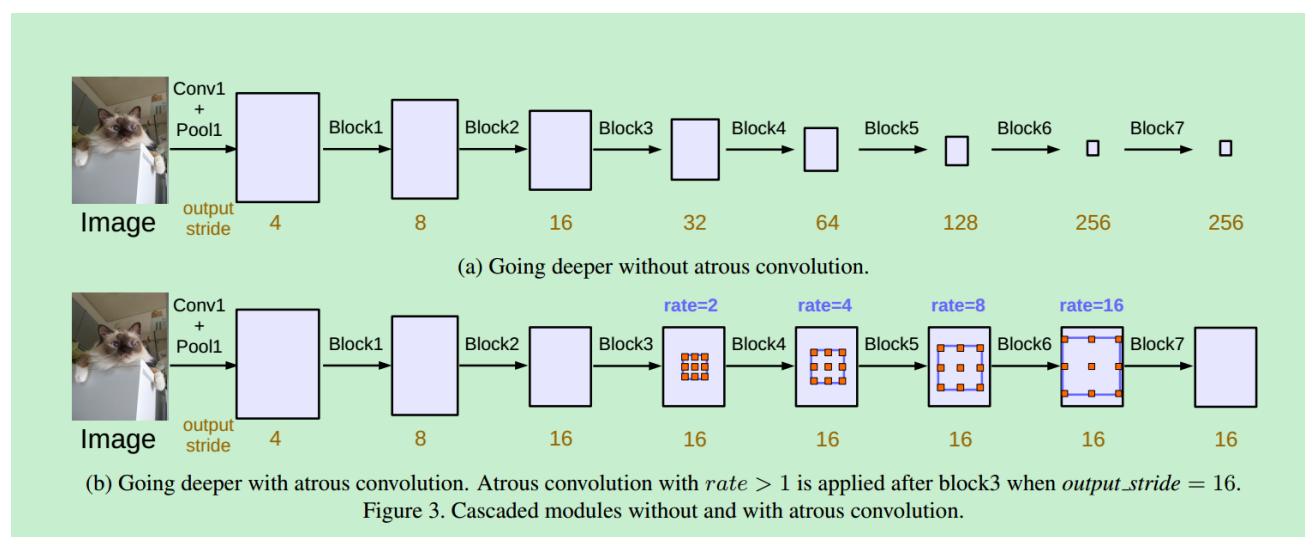 Conv1
+
Pool1
Block1 Block2 Block3 Block4 Block5 Block6 Block7
Image
output
stride
4 8 16 32 64 128 256 256
(a) Going deeper without atrous convolution.
rate=2 rate=4 rate=8 rate=16
Conv1
+
Pool1
Block1 Block2 Block3 Block4 Block5 Block6 Block7
Image
output
stride
4 8 16 16 16 16 16 16
(b) Going deeper with atrous convolution. Atrous convolution with rate > 1 is applied after block3 when output_stride = 16.
Figure 3. Cascaded modules without and with atrous convolution.